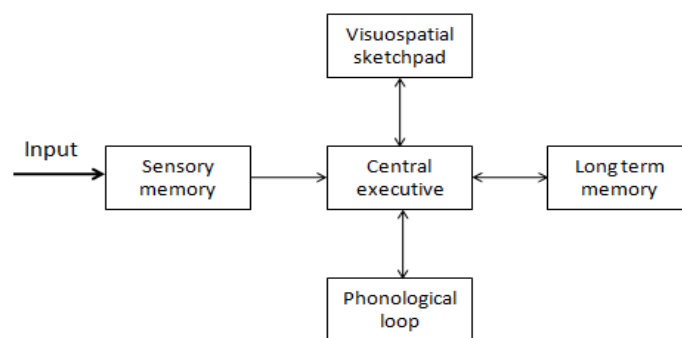 Visuospatial
sketchpad
Input
Sensory
memory
Central
executive
Long term
memory
Phonological
loop